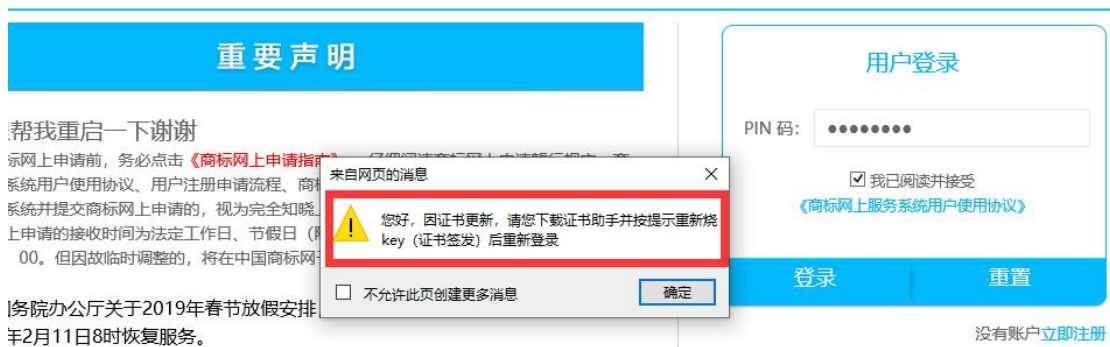 重要声明
帮我重启一下谢谢
标网上申请前，务必点击《商标网上申请指南》
系统用户使用协议、用户注册申请流程、商标
系统并提交商标网上申请的，视为完全知晓
上申请的接收时间为法定工作日、节假日（
00。但因故临时调整的，将在中国商标网
国务院办公厅关于2019年春节放假安排
年2月11日8时恢复服务。
来自网页的消息
您好，因证书更新，请您下载证书助手并按提示重新烧
key（证书签发）后重新登录
不允许此页创建更多消息
确定
用户登录
PIN 码：
我已阅读并接受
《商标网上服务系统用户使用协议》
登录
重置
没有账户立即注册